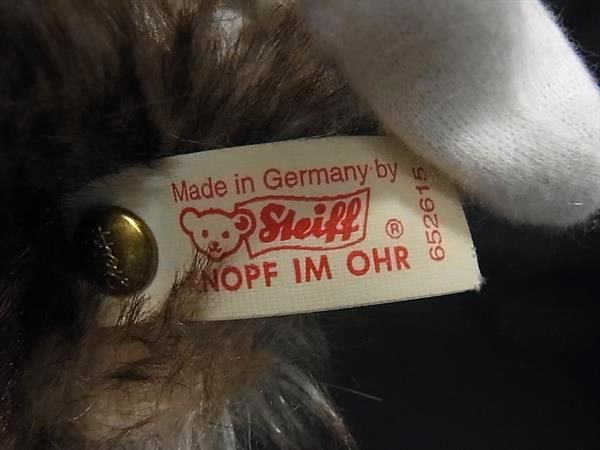 Made in Germany by
Steiff ®
NOPF IM OHR
652615